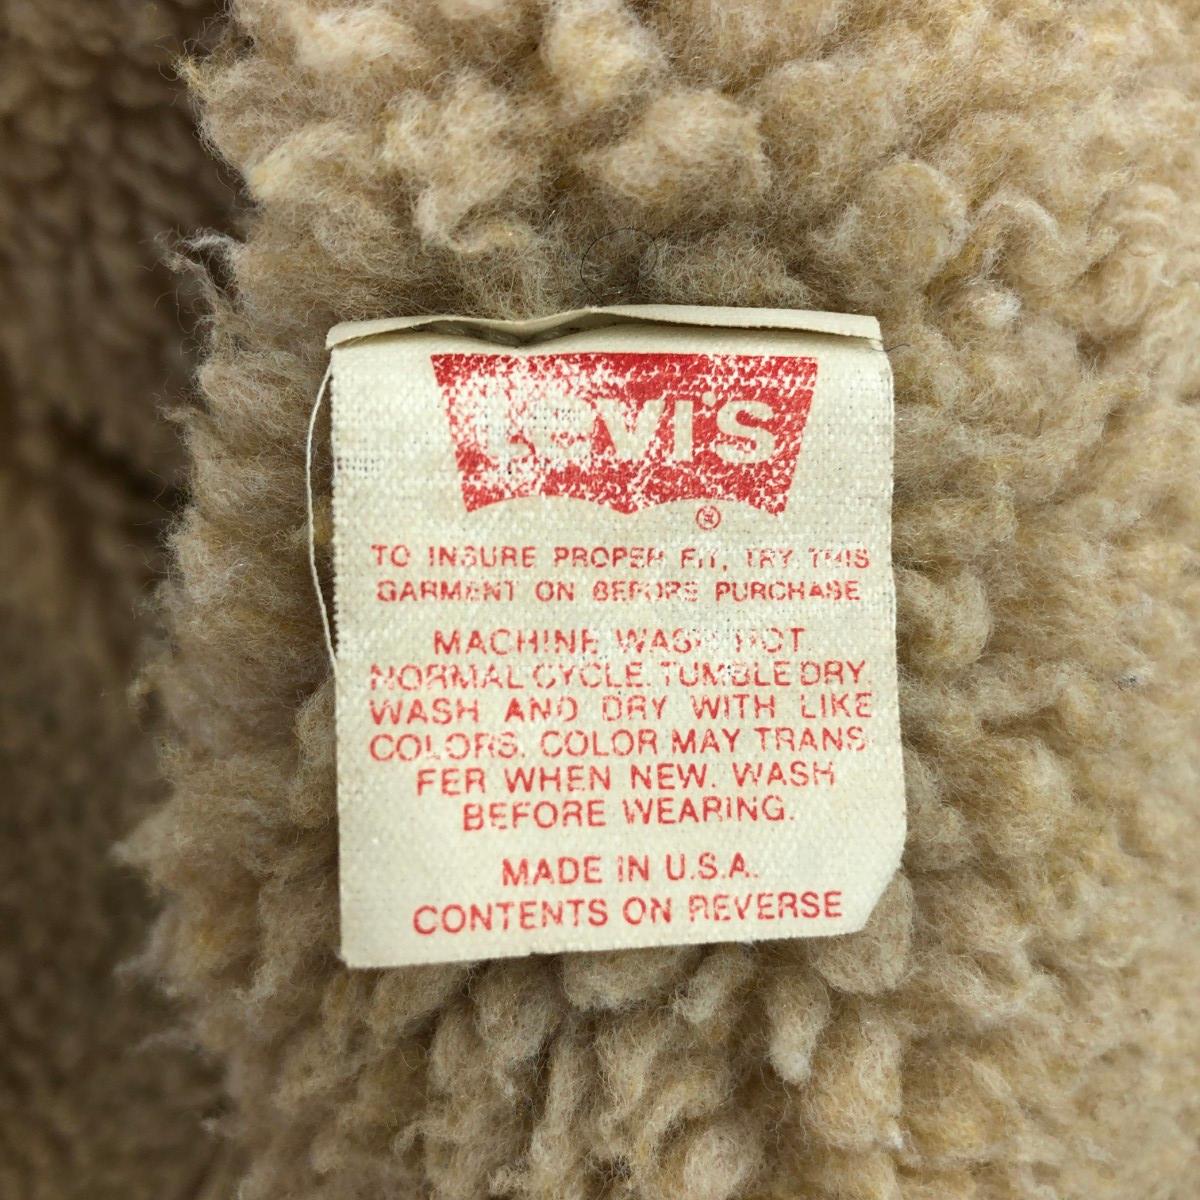 Levi's
®
TO INSURE PROPER FIT, TRY THIS
GARMENT ON BEFORE PURCHASE
MACHINE WASH HOT.
NORMAL CYCLE. TUMBLE DRY.
WASH AND DRY WITH LIKE
COLORS. COLOR MAY TRANS-
FER WHEN NEW. WASH
BEFORE WEARING.
MADE IN U.S.A.
CONTENTS ON REVERSE